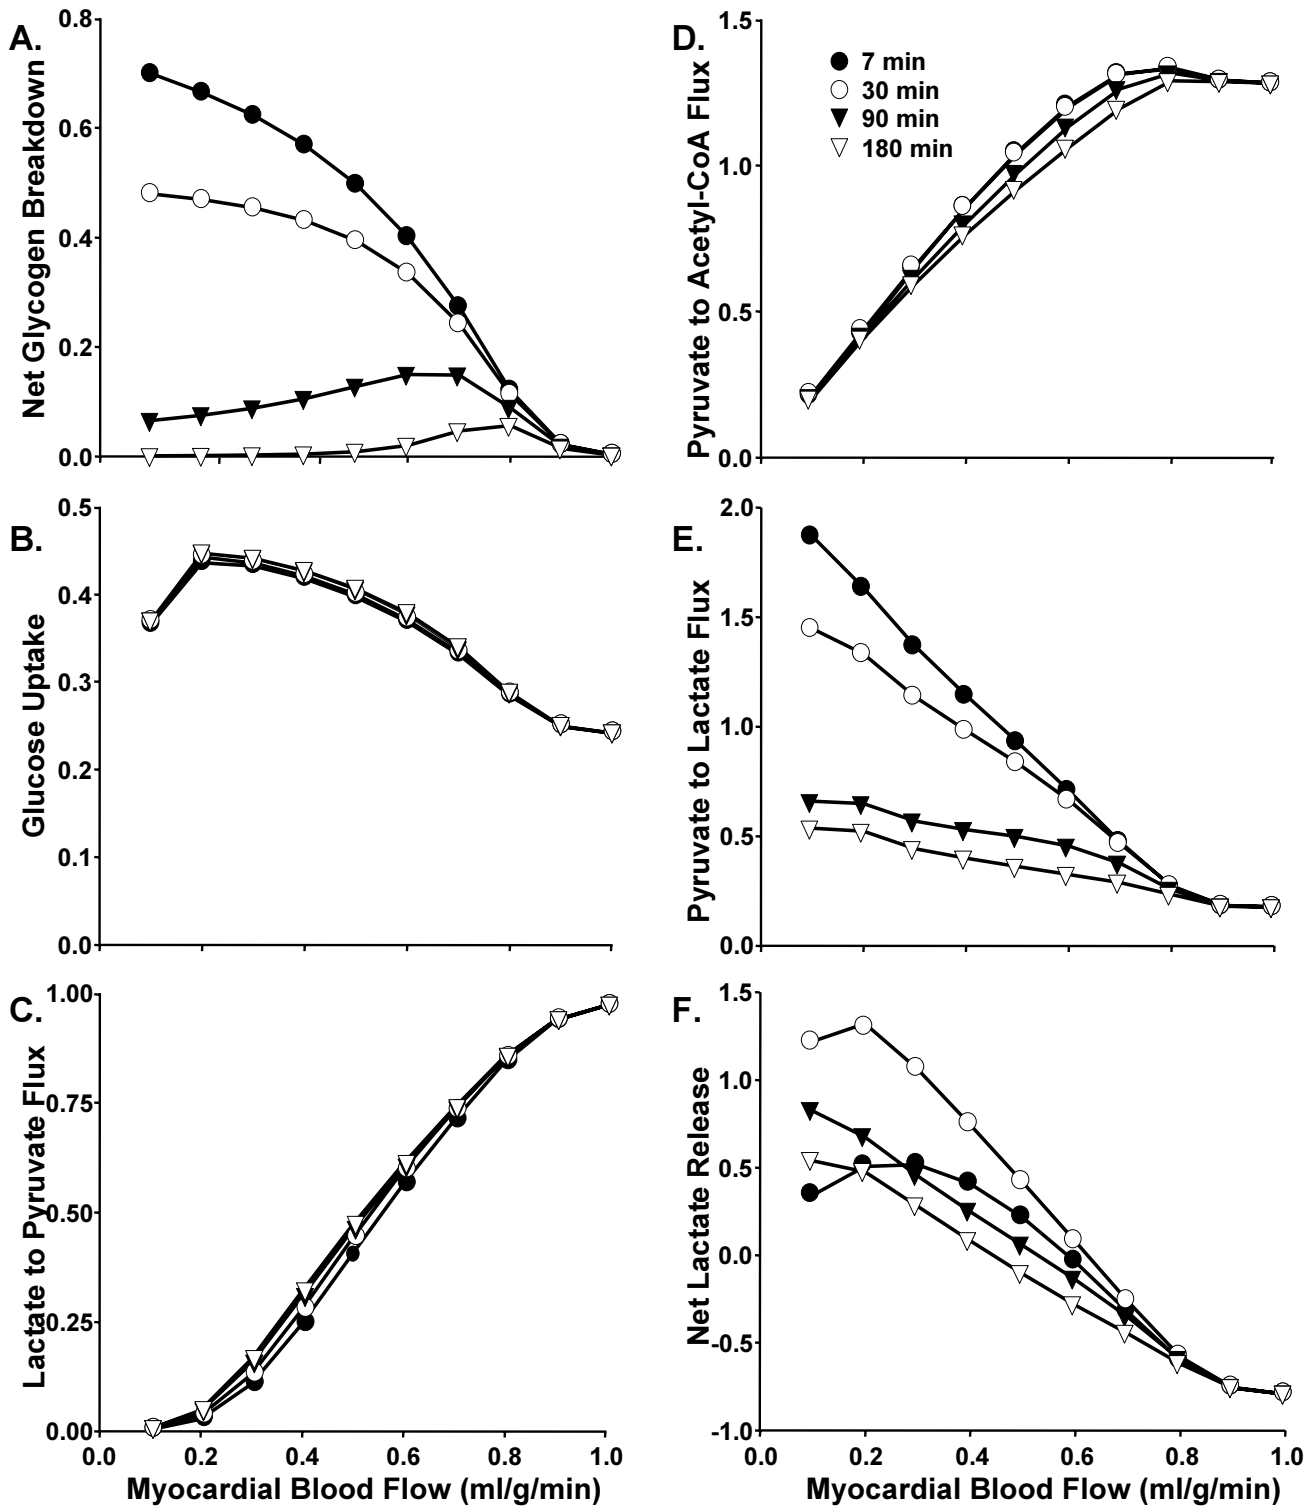 A.
Net Glycogen Breakdown
0.8
0.6
0.4
0.2
0.0
B.
Glucose Uptake
0.5
0.4
0.3
0.2
0.1
0.0
C.
Lactate to Pyruvate Flux
1.00
0.75
0.50
0.25
0.00
0.0 0.2 0.4 0.6 0.8 1.0
Myocardial Blood Flow (ml/g/min)
D.
Pyruvate to Acetyl-CoA Flux
1.5
1.0
0.5
0.0
7 min
30 min
90 min
180 min
E.
Pyruvate to Lactate Flux
2.0
1.5
1.0
0.5
0.0
F.
Net Lactate Release
1.5
1.0
0.5
0.0
-0.5
-1.0
0.0 0.2 0.4 0.6 0.8 1.0
Myocardial Blood Flow (ml/g/min)